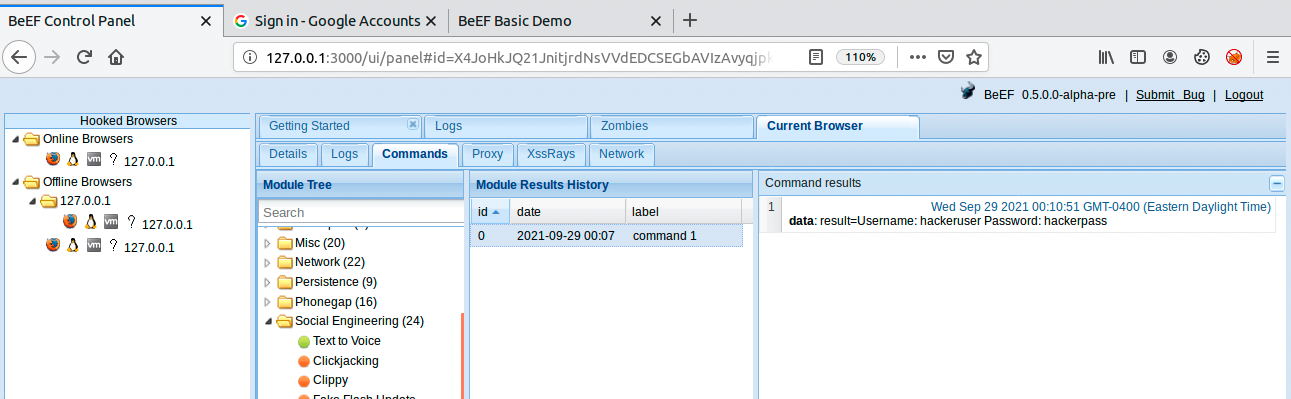 BeEF Control Panel
Sign in - Google Accounts
BeEF Basic Demo
127.0.0.1:3000/ui/panel#id=X4JoHkJQ21JnitjrdNsVVdEDCSEGbAVIzAvyqjpk
110%
BeEF 0.5.0.0-alpha-pre | Submit Bug | Logout
Hooked Browsers
Online Browsers
? 127.0.0.1
Offline Browsers
127.0.0.1
? 127.0.0.1
? 127.0.0.1
Getting Started
Logs
Zombies
Current Browser
Details
Logs
Commands
Proxy
XssRays
Network
Module Tree
Search
Misc (20)
Network (22)
Persistence (9)
Phonegap (16)
Social Engineering (24)
Text to Voice
Clickjacking
Clippy
Fake Flash Update
Module Results History
id date label
0 2021-09-29 00:07 command 1
Command results
1 Wed Sep 29 2021 00:10:51 GMT-0400 (Eastern Daylight Time)
data: result=Username: hackeruser Password: hackerpass